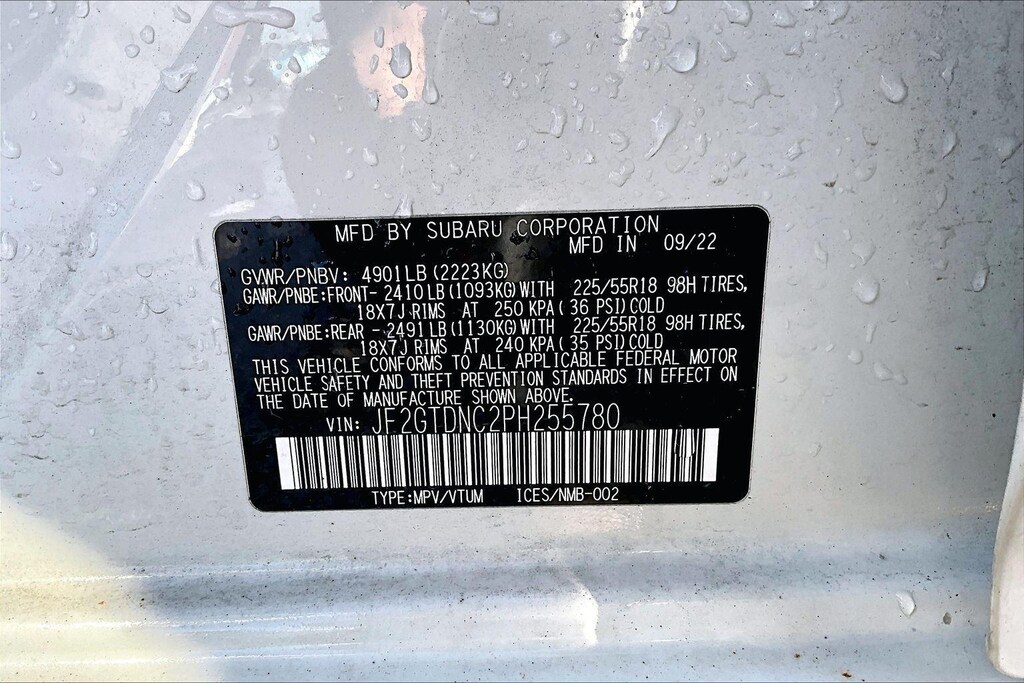 MFD BY SUBARU CORPORATION
MFD IN 09/22
GVWR/PNBV: 4901LB (2223KG)
GAWR/PNBE:FRONT- 2410 LB (1093KG) WITH 225/55R18 98H TIRES,
18X7J RIMS AT 250 KPA ( 36 PSI) COLD
GAWR/PNBE:REAR - 2491 LB (1130KG) WITH 225/55R18 98H TIRES,
18X7J RIMS AT 240 KPA ( 35 PSI) COLD
THIS VEHICLE CONFORMS TO ALL APPLICABLE FEDERAL MOTOR
VEHICLE SAFETY AND THEFT PREVENTION STANDARDS IN EFFECT ON
THE DATE OF MANUFACTURE SHOWN ABOVE.
VIN: JF2GTDNC2PH255780
TYPE:MPV/VTUM ICES/NMB-002